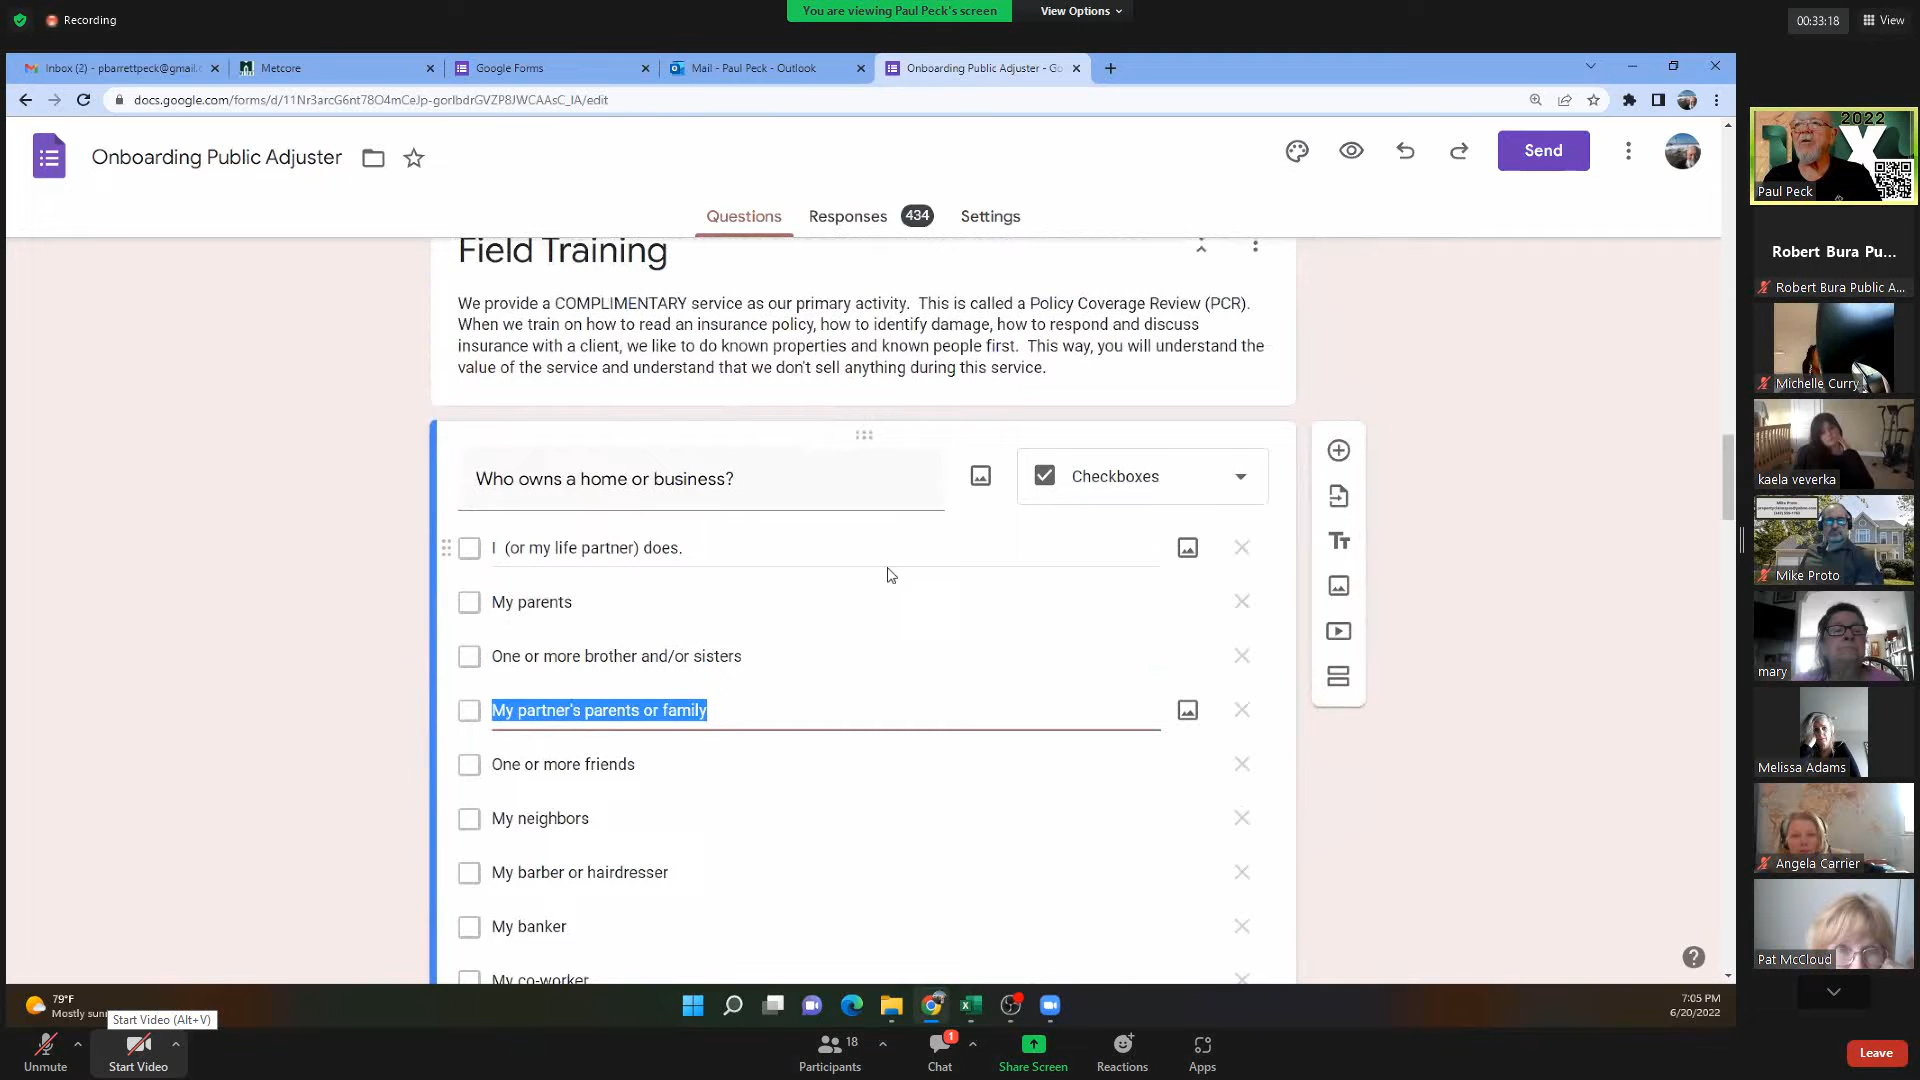 Recording
You are viewing Paul Peck's screen
View Options
00:33:18
View
Inbox (2) - pbarrettpeck@gmail.c
Metcore
Google Forms
Mail - Paul Peck - Outlook
Onboarding Public Adjuster - Go
docs.google.com/forms/d/11Nr3arcG6nt78O4mCeJp-gorIbdrGVZP8JWCAAsC_IA/edit
Onboarding Public Adjuster
Send
Questions
Responses 434
Settings
Field Training
We provide a COMPLIMENTARY service as our primary activity.  This is called a Policy Coverage Review (PCR).
When we train on how to read an insurance policy, how to identify damage, how to respond and discuss
insurance with a client, we like to do known properties and known people first.  This way, you will understand the
value of the service and understand that we don't sell anything during this service.
Who owns a home or business?
Checkboxes
I  (or my life partner) does.
My parents
One or more brother and/or sisters
My partner's parents or family
One or more friends
My neighbors
My barber or hairdresser
My banker
My co-worker
2022
Paul Peck
Robert Bura Pu...
Robert Bura Public A...
Michelle Curry
kaela veverka
Mike Proto
mary
Melissa Adams
Angela Carrier
Pat McCloud
79°F
Mostly sun
Start Video (Alt+V)
7:05 PM
6/20/2022
Unmute
Start Video
18
Participants
1
Chat
Share Screen
Reactions
Apps
Leave